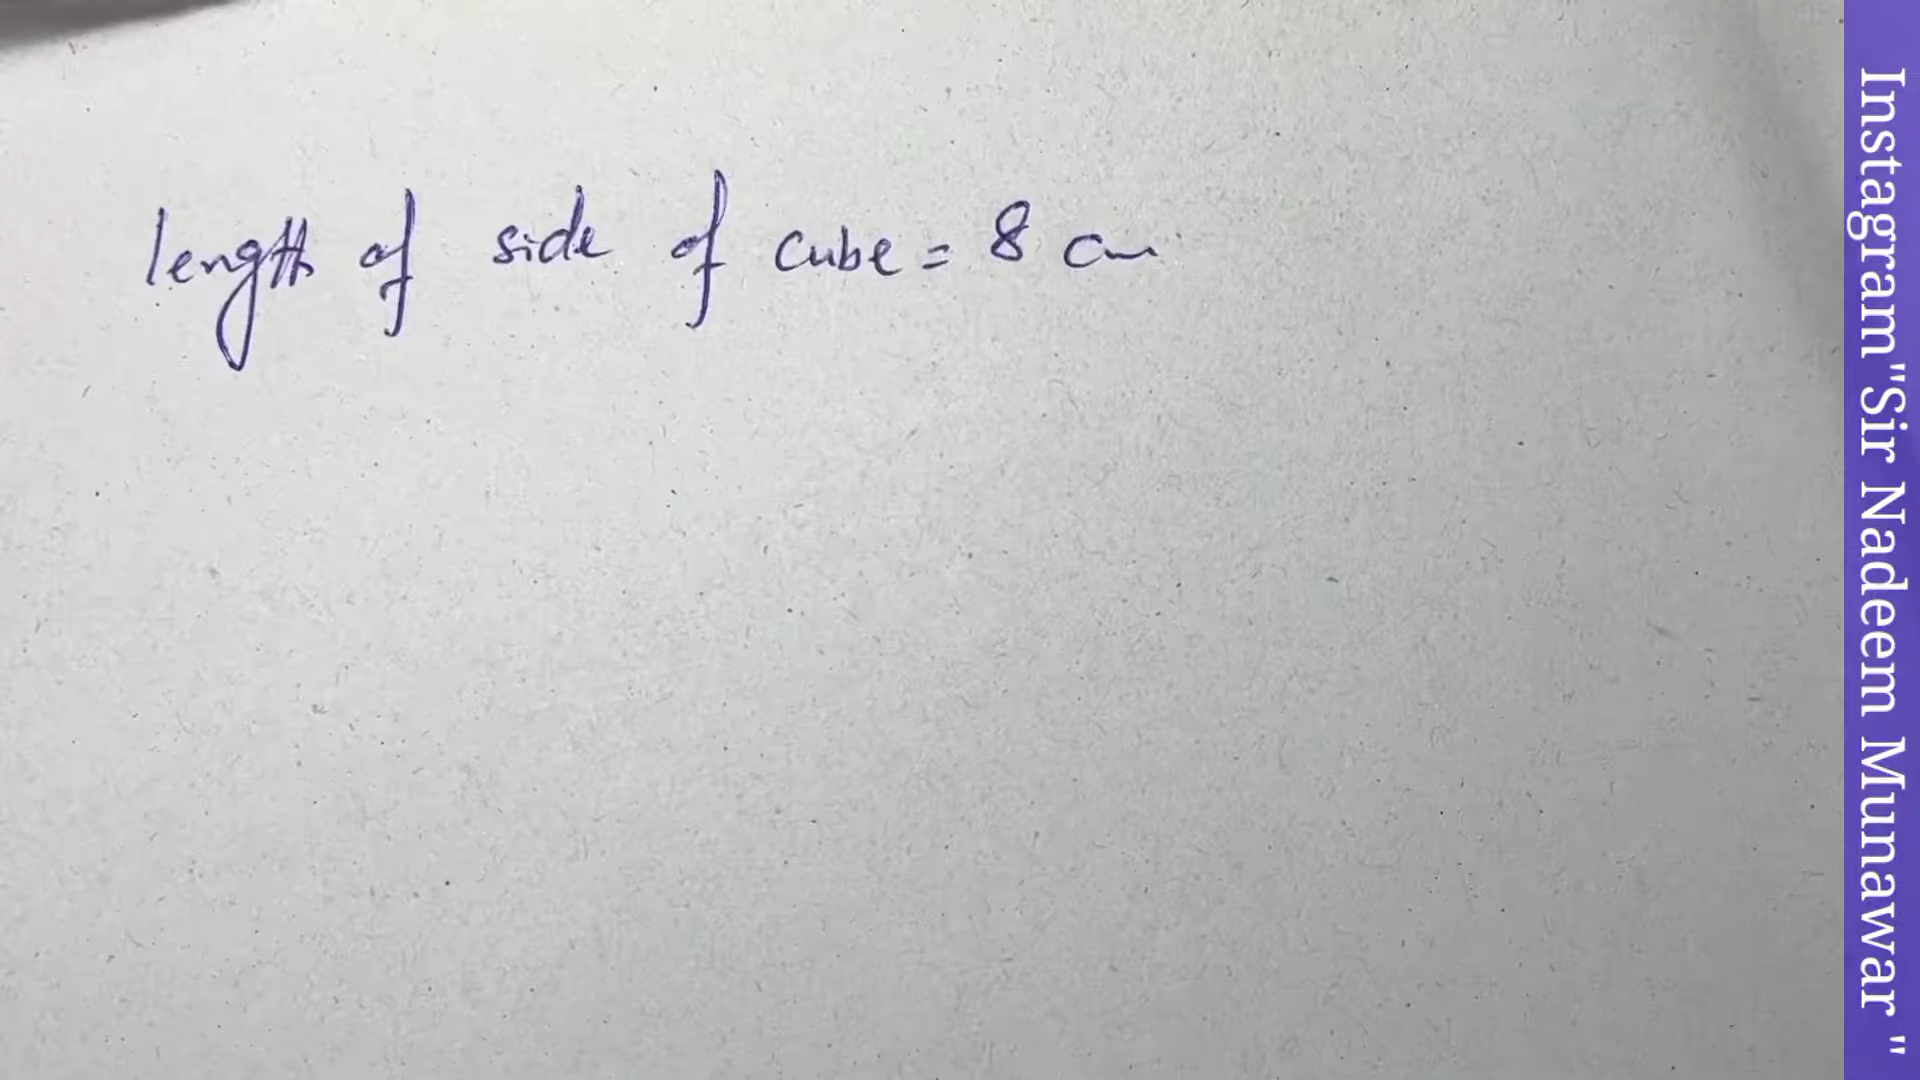 length of side of cube = 8 cm
Instagram"Sir Nadeem Munawar "